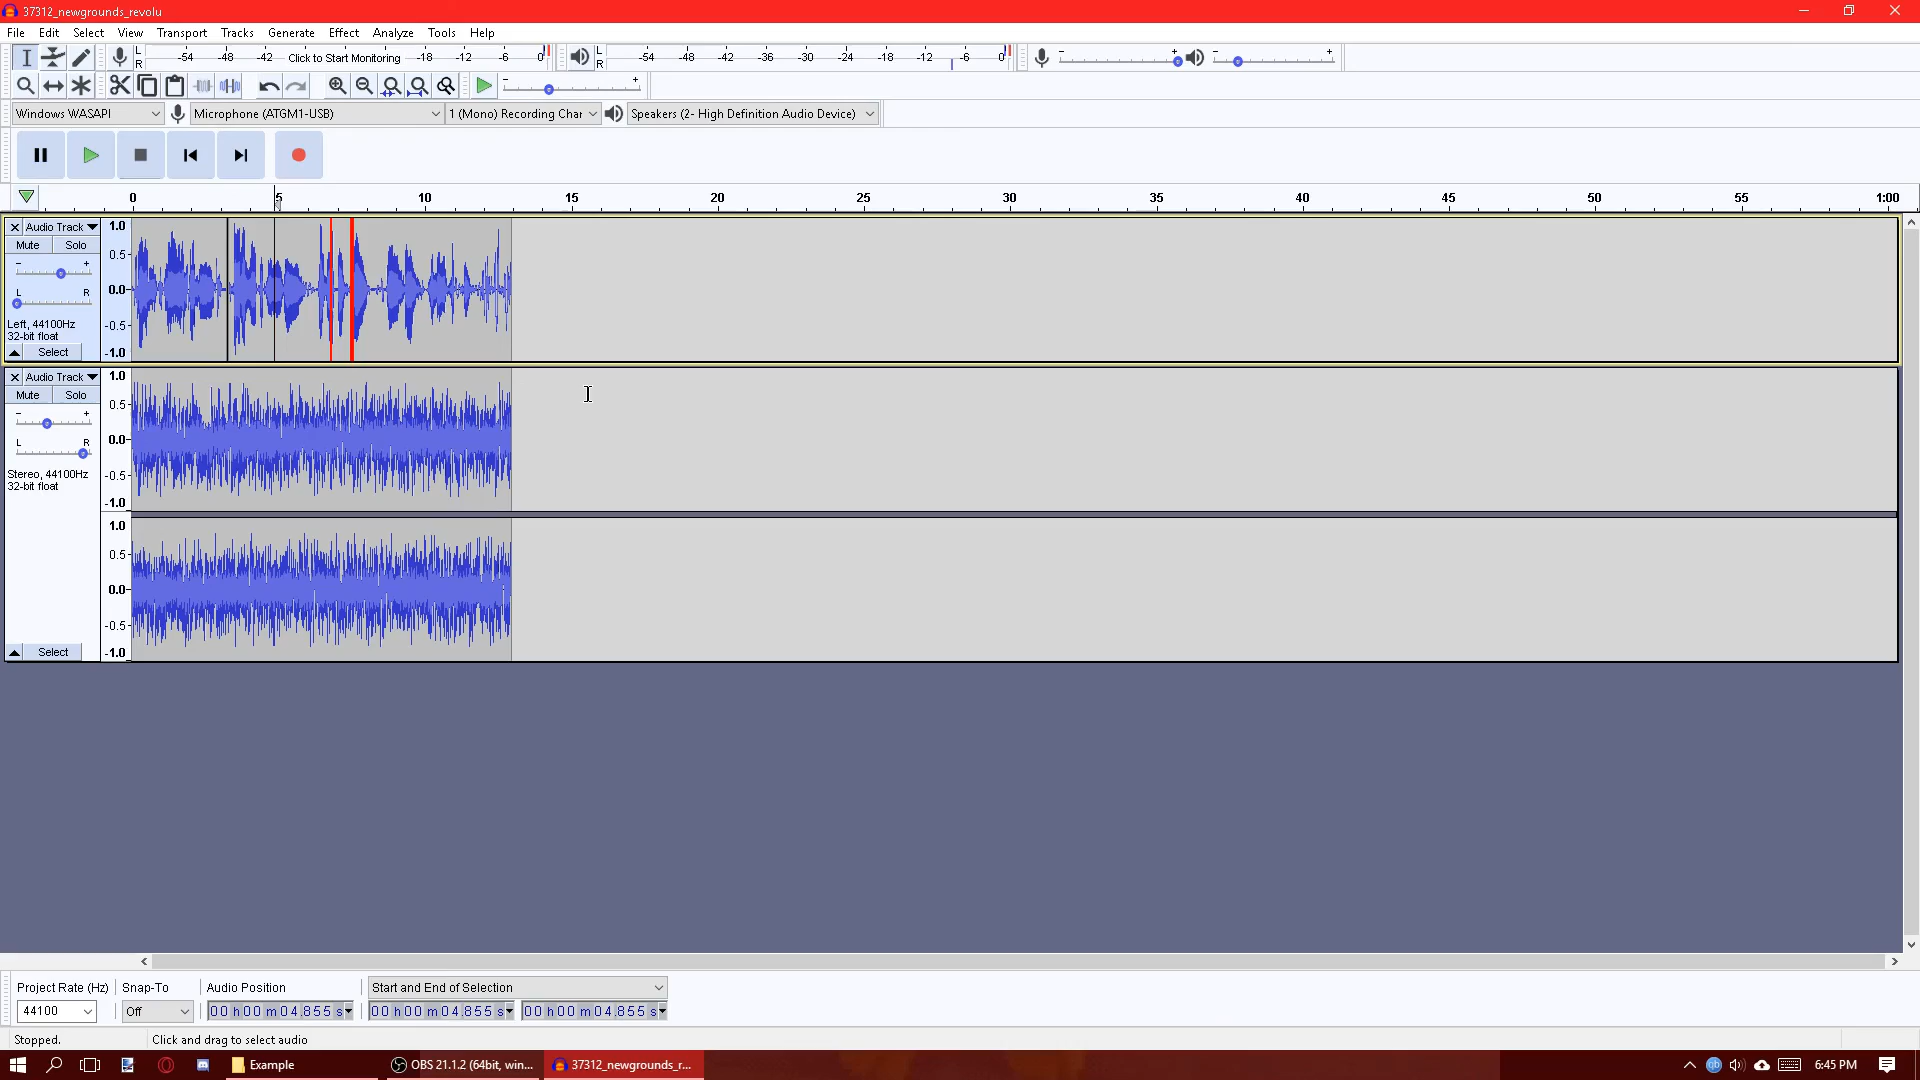 37312_newgrounds_revolu
File Edit Select View Transport Tracks Generate Effect Analyze Tools Help
L R -54 -48 -42 Click to Start Monitoring -18 -12 -6 0 L R -54 -48 -42 -36 -30 -24 -18 -12 -6 0 - + - +
- +
Windows WASAPI Microphone (ATGM1-USB) 1 (Mono) Recording Char Speakers (2- High Definition Audio Device)
0 5 10 15 20 25 30 35 40 45 50 55 1:00
Audio Track 1.0
Mute Solo
- + 0.5
L R 0.0
Left, 44100Hz -0.5
32-bit float
Select -1.0
Audio Track 1.0
Mute Solo 0.5
- +
L R 0.0
Stereo, 44100Hz -0.5
32-bit float
-1.0
1.0
0.5
0.0
-0.5
Select -1.0
Project Rate (Hz) Snap-To Audio Position Start and End of Selection
44100 Off 00 h 00 m 04.855 s 00 h 00 m 04.855 s 00 h 00 m 04.855 s
Stopped. Click and drag to select audio
Example OBS 21.1.2 (64bit, win... 37312_newgrounds_r... 6:45 PM